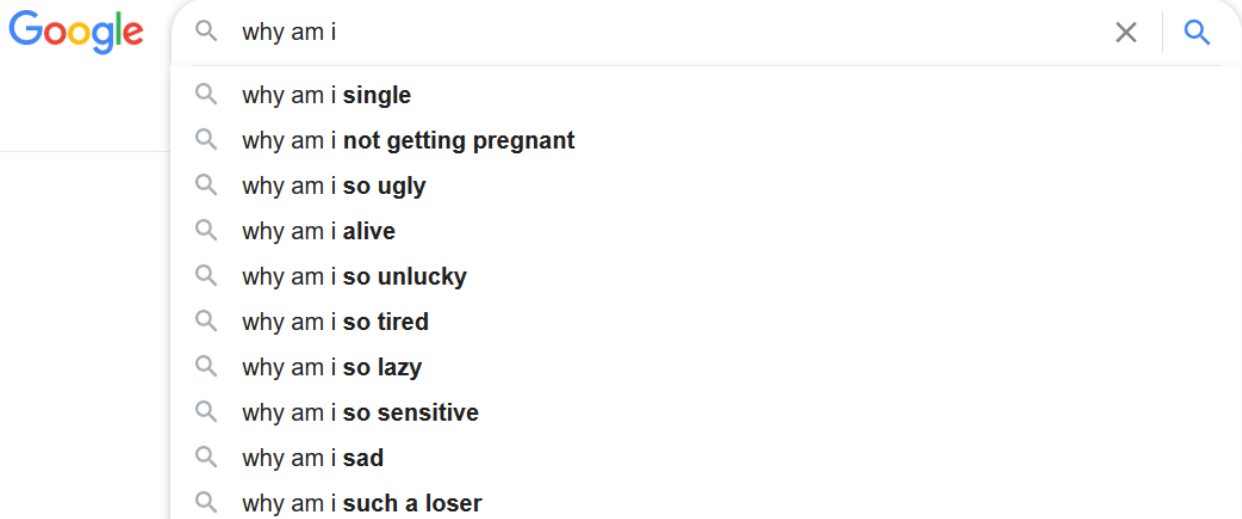 Google
why am i
why am i single
why am i not getting pregnant
why am i so ugly
why am i alive
why am i so unlucky
why am i so tired
why am i so lazy
why am i so sensitive
why am i sad
why am i such a loser